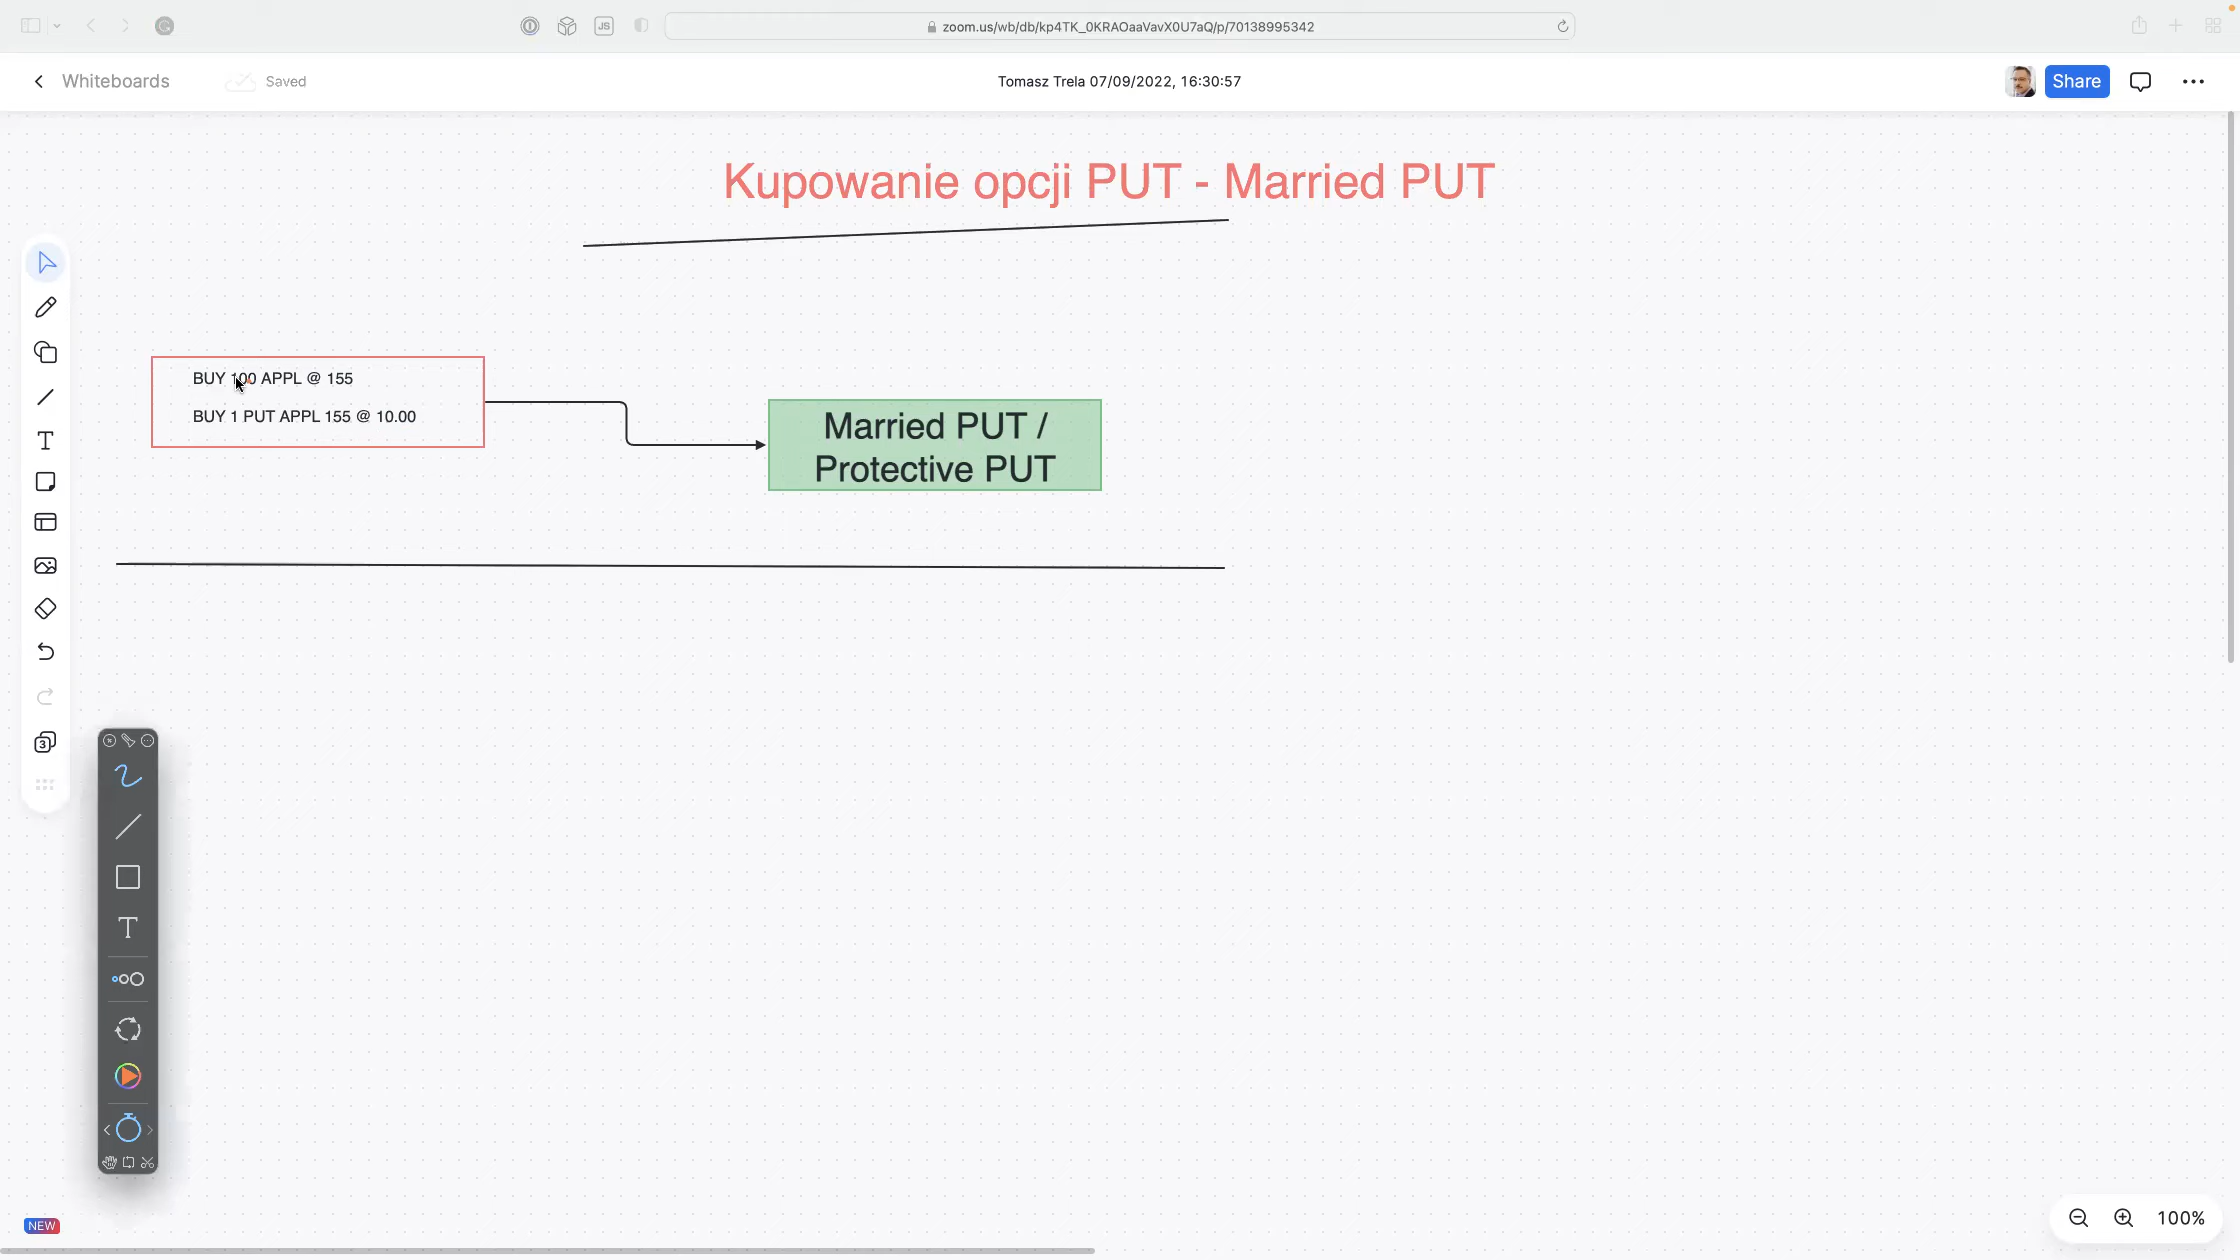 zoom.us/wb/db/kp4TK_0KRAOaaVavX0U7aQ/p/70138995342
Whiteboards
Saved
Tomasz Trela 07/09/2022, 16:30:57
Share
Kupowanie opcji PUT - Married PUT
BUY 100 APPL @ 155
BUY 1 PUT APPL 155 @ 10.00
Married PUT /
Protective PUT
JS
T
3
T
NEW
100%